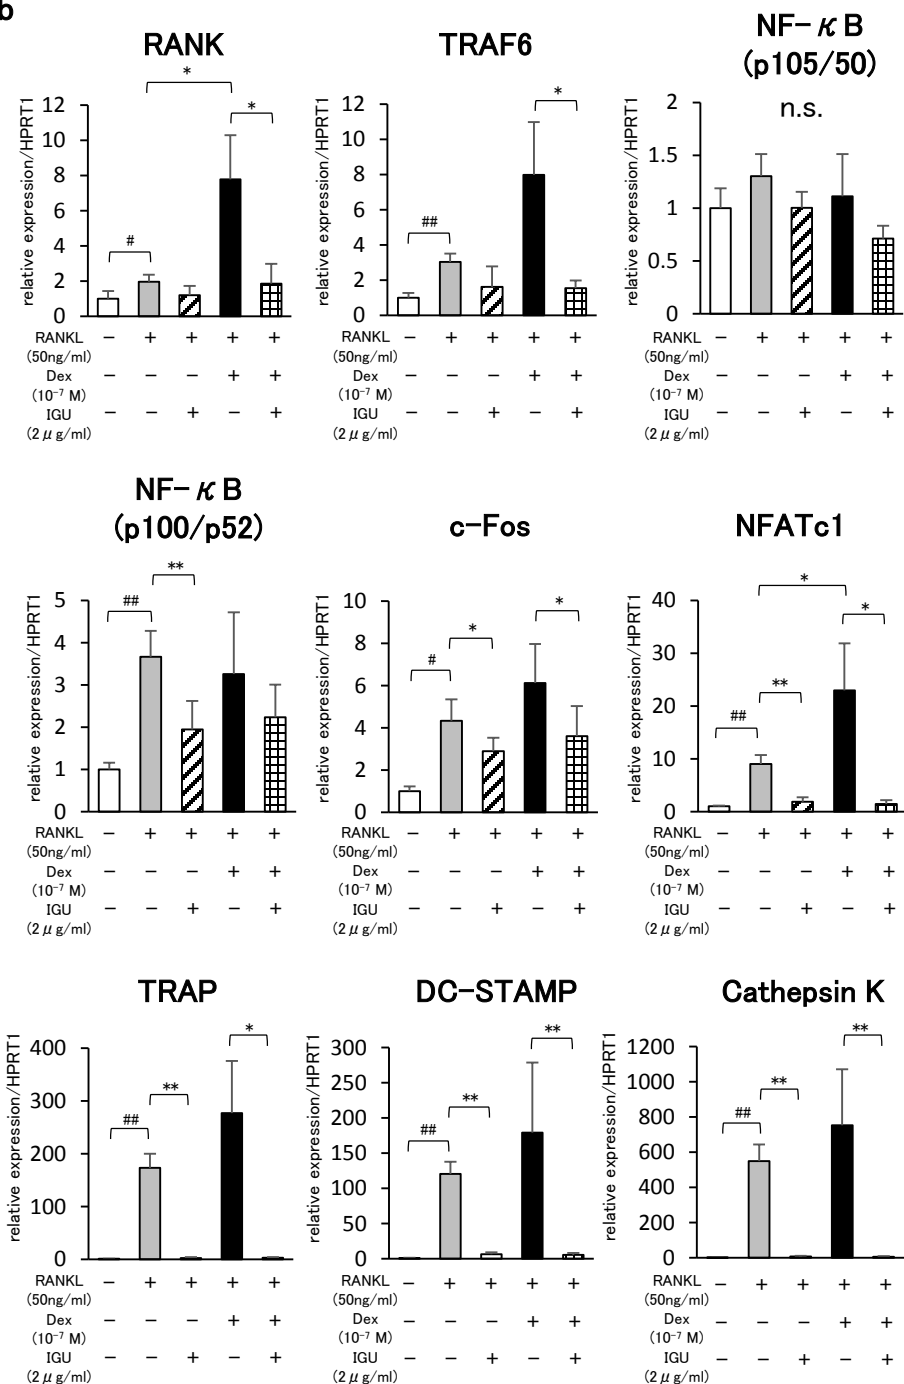 b
RANK
*
*
#
relative expression/HPRT1
12
10
8
6
4
2
0
RANKL − + + + +
(50ng/ml)
Dex − − − + +
(10⁻⁷ M)
IGU − − + − +
(2μg/ml)
TRAF6
*
##
relative expression/HPRT1
12
10
8
6
4
2
0
RANKL − + + + +
(50ng/ml)
Dex − − − + +
(10⁻⁷ M)
IGU − − + − +
(2μg/ml)
NF-κB
(p105/50)
n.s.
relative expression/HPRT1
2
1.5
1
0.5
0
RANKL − + + + +
(50ng/ml)
Dex − − − + +
(10⁻⁷ M)
IGU − − + − +
(2μg/ml)
NF-κB
(p100/p52)
**
##
relative expression/HPRT1
5
4
3
2
1
0
RANKL − + + + +
(50ng/ml)
Dex − − − + +
(10⁻⁷ M)
IGU − − + − +
(2μg/ml)
c-Fos
*
*
#
relative expression/HPRT1
10
8
6
4
2
0
RANKL − + + + +
(50ng/ml)
Dex − − − + +
(10⁻⁷ M)
IGU − − + − +
(2μg/ml)
NFATc1
*
*
**
##
relative expression/HPRT1
40
30
20
10
0
RANKL − + + + +
(50ng/ml)
Dex − − − + +
(10⁻⁷ M)
IGU − − + − +
(2μg/ml)
TRAP
*
**
##
relative expression/HPRT1
400
300
200
100
0
RANKL − + + + +
(50ng/ml)
Dex − − − + +
(10⁻⁷ M)
IGU − − + − +
(2μg/ml)
DC-STAMP
**
**
##
relative expression/HPRT1
300
250
200
150
100
50
0
RANKL − + + + +
(50ng/ml)
Dex − − − + +
(10⁻⁷ M)
IGU − − + − +
(2μg/ml)
Cathepsin K
**
**
##
relative expression/HPRT1
1200
1000
800
600
400
200
0
RANKL − + + + +
(50ng/ml)
Dex − − − + +
(10⁻⁷ M)
IGU − − + − +
(2μg/ml)